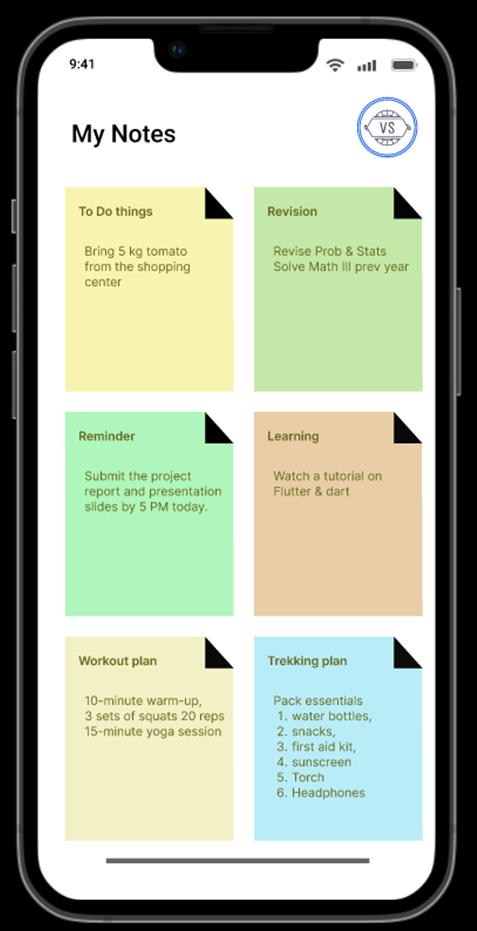 9:41
My Notes
VS
To Do things
Bring 5 kg tomato
from the shopping
center
Revision
Revise Prob & Stats
Solve Math III prev year
Reminder
Submit the project
report and presentation
slides by 5 PM today.
Learning
Watch a tutorial on
Flutter & dart
Workout plan
10-minute warm-up,
3 sets of squats 20 reps
15-minute yoga session
Trekking plan
Pack essentials
1. water bottles,
2. snacks,
3. first aid kit,
4. sunscreen
5. Torch
6. Headphones